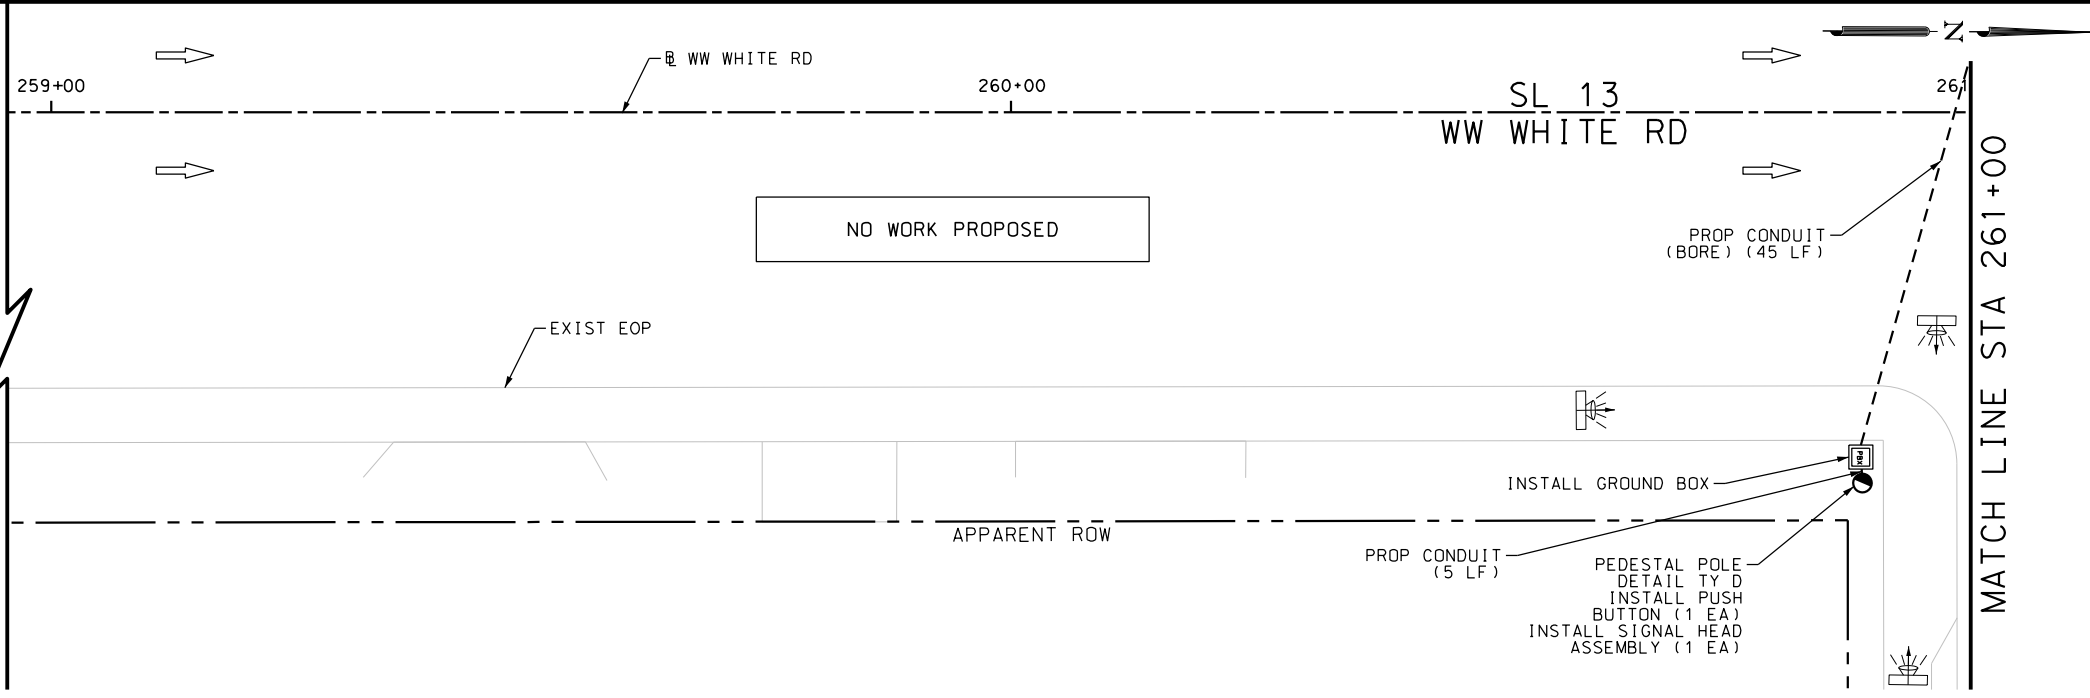 N
℄ WW WHITE RD
259+00
260+00
261
SL 13
WW WHITE RD
NO WORK PROPOSED
PROP CONDUIT
(BORE) (45 LF)
MATCH LINE STA 261+00
EXIST EOP
PBX
INSTALL GROUND BOX
APPARENT ROW
PROP CONDUIT
(5 LF)
PEDESTAL POLE
DETAIL TY D
INSTALL PUSH
BUTTON (1 EA)
INSTALL SIGNAL HEAD
ASSEMBLY (1 EA)